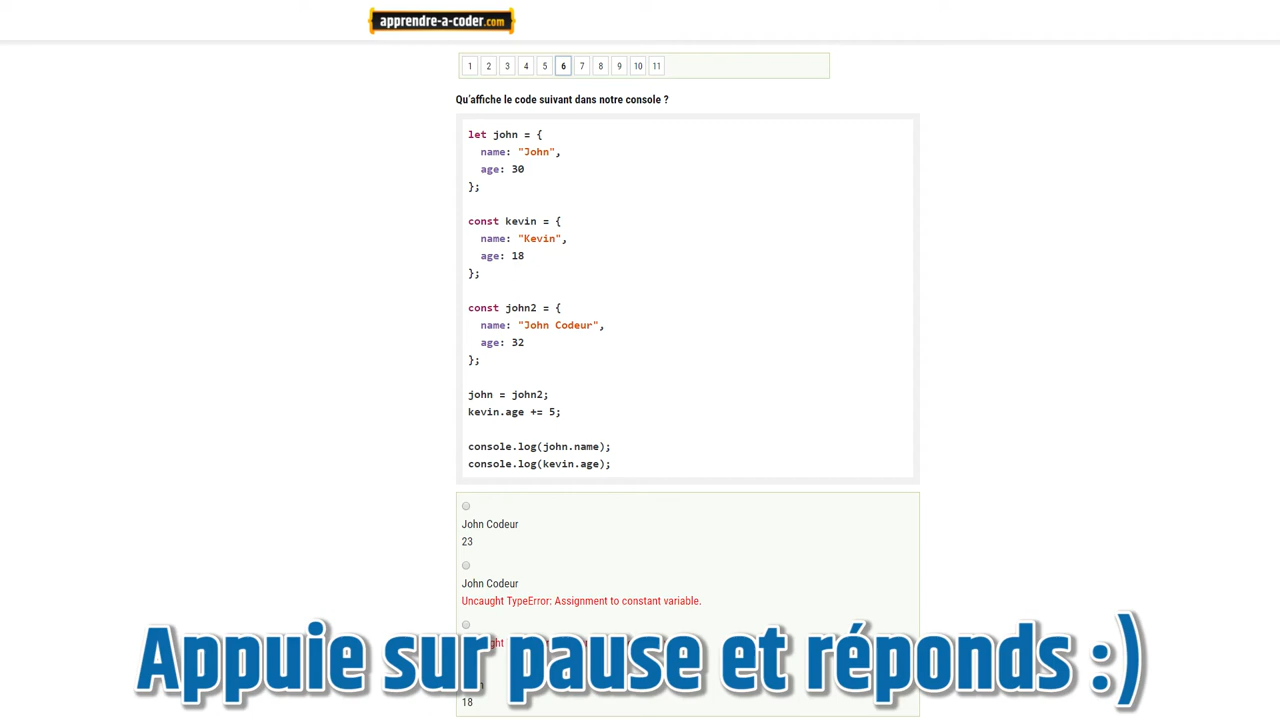 apprendre-a-coder.com
1 2 3 4 5 6 7 8 9 10 11
Qu'affiche le code suivant dans notre console ?
let john = {
  name: "John",
  age: 30
};
const kevin = {
  name: "Kevin",
  age: 18
};
const john2 = {
  name: "John Codeur",
  age: 32
};
john = john2;
kevin.age += 5;
console.log(john.name);
console.log(kevin.age);
John Codeur
23
John Codeur
Uncaught TypeError: Assignment to constant variable.
Appuie sur pause et réponds :)
18